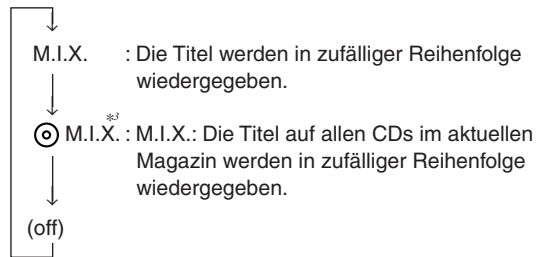 M.I.X. : Die Titel werden in zufälliger Reihenfolge
wiedergegeben.
M.I.X.*3 : M.I.X.: Die Titel auf allen CDs im aktuellen
Magazin werden in zufälliger Reihenfolge
wiedergegeben.
(off)